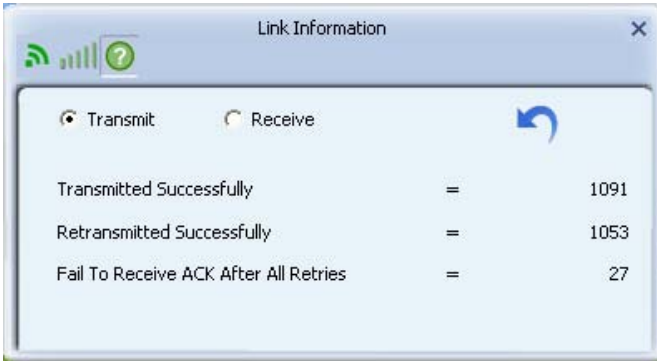 Link Information
Transmit Receive
Transmitted Successfully = 1091
Retransmitted Successfully = 1053
Fail To Receive ACK After All Retries = 27